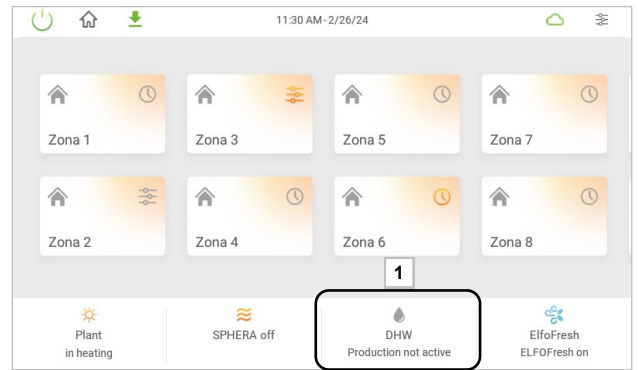 11:30 AM-2/26/24
Zona 1
Zona 3
Zona 5
Zona 7
Zona 2
Zona 4
Zona 6
Zona 8
1
Plant
in heating
SPHERA off
DHW
Production not active
ElfoFresh
ELFOFresh on